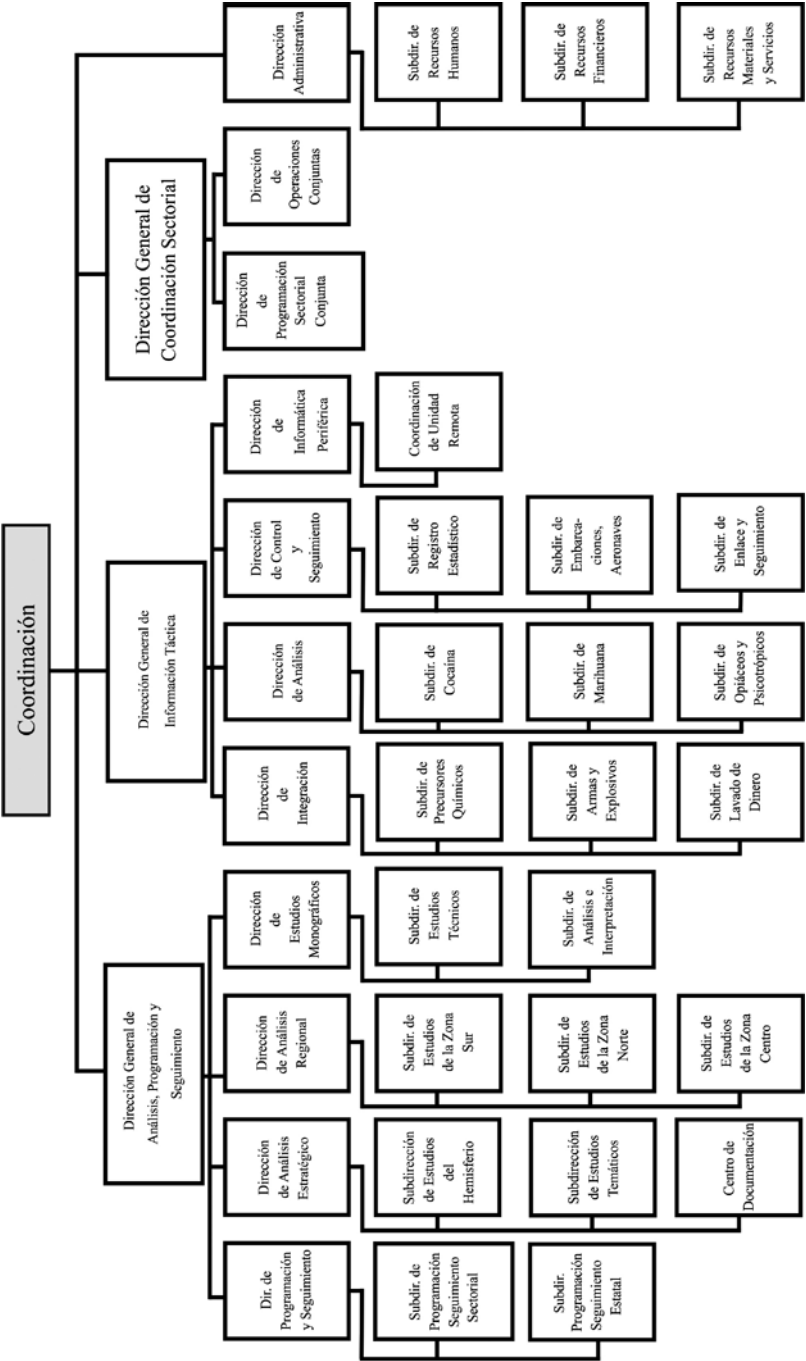 Coordinación
Dirección General de
Análisis, Programación y
Seguimiento
Dirección General de
Información Táctica
Dirección General de
Coordinación Sectorial
Dir. de
Programación
y Seguimiento
Dirección
de Análisis
Estratégico
Dirección
de Análisis
Regional
Dirección
de
Estudios
Monográficos
Dirección
de
Integración
Dirección
de Análisis
Dirección
de Control
y
Seguimiento
Dirección
de
Informática
Periférica
Dirección
de
Programación
Sectorial
Conjunta
Dirección
de
Operaciones
Conjuntas
Dirección
Administrativa
Subdir. de
Programación
Seguimiento
Sectorial
Subdirección
de Estudios
del
Hemisferio
Subdir. de
Estudios
de la Zona
Sur
Subdir. de
Estudios
Técnicos
Subdir. de
Precursores
Químicos
Subdir. de
Cocaína
Subdir. de
Registro
Estadístico
Coordinación
de Unidad
Remota
Subdir. de
Recursos
Humanos
Subdir.
Programación
Seguimiento
Estatal
Subdirección
de Estudios
Temáticos
Subdir. de
Estudios
de la Zona
Norte
Subdir. de
Análisis e
Interpretación
Subdir. de
Armas y
Explosivos
Subdir. de
Marihuana
Subdir. de
Embarca-
ciones,
Aeronaves
Subdir. de
Recursos
Financieros
Centro de
Documentación
Subdir. de
Estudios
de la Zona
Centro
Subdir. de
Lavado de
Dinero
Subdir. de
Opiáceos y
Psicotrópicos
Subdir. de
Enlace y
Seguimiento
Subdir. de
Recursos
Materiales
y Servicios